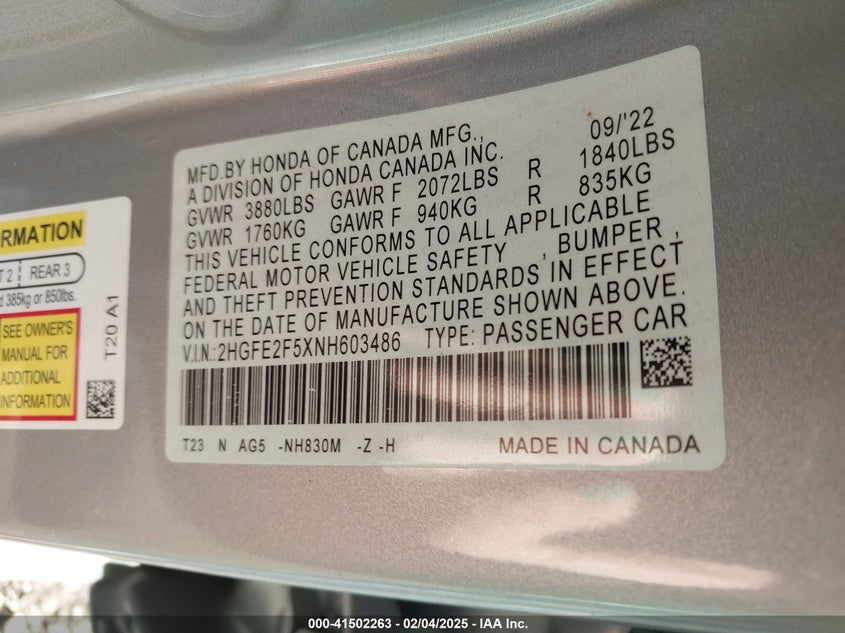 MFD.BY HONDA OF CANADA MFG., 09/'22
A DIVISION OF HONDA CANADA INC.
GVWR 3880LBS GAWR F 2072LBS R 1840LBS
GVWR 1760KG GAWR F 940KG R 835KG
THIS VEHICLE CONFORMS TO ALL APPLICABLE
FEDERAL MOTOR VEHICLE SAFETY , BUMPER ,
AND THEFT PREVENTION STANDARDS IN EFFECT
ON THE DATE OF MANUFACTURE SHOWN ABOVE.
V.I.N.:2HGFE2F5XNH603486 TYPE: PASSENGER CAR
T23 N AG5 -NH830M -Z -H MADE IN CANADA
RMATION
T 2 REAR 3
d 385kg or 850lbs.
SEE OWNER'S
MANUAL FOR
ADDITIONAL
INFORMATION
T20 A1
000-41502263 - 02/04/2025 - IAA Inc.